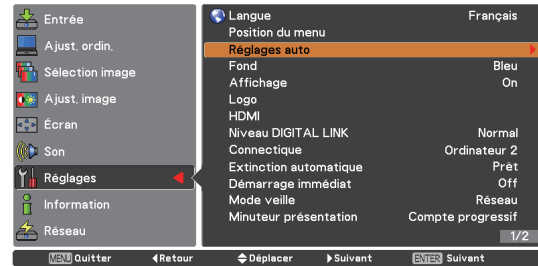 Entrée
Ajust. ordin.
Sélection image
Ajust. image
Écran
Son
Réglages
Information
Réseau
Langue Français
Position du menu
Réglages auto
Fond Bleu
Affichage On
Logo
HDMI
Niveau DIGITAL LINK Normal
Connectique Ordinateur 2
Extinction automatique Prêt
Démarrage immédiat Off
Mode veille Réseau
Minuteur présentation Compte progressif
1/2
MENU Quitter Retour Déplacer Suivant ENTER Suivant